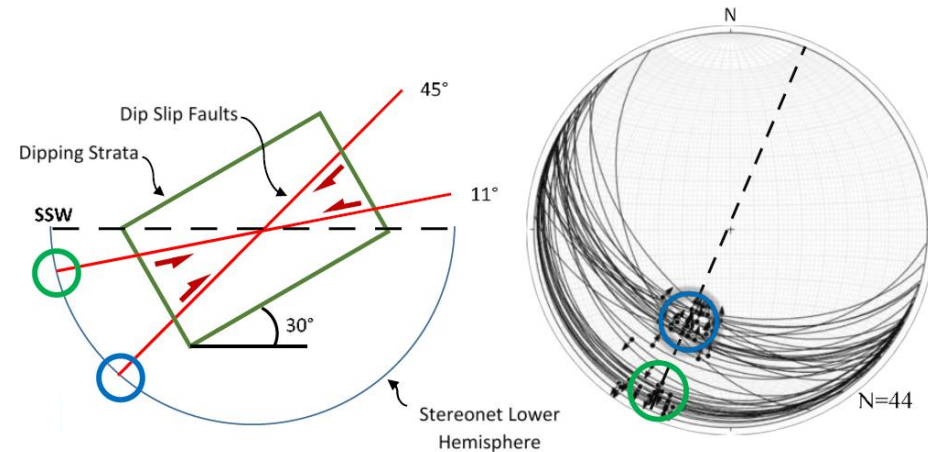 45°
Dip Slip Faults
Dipping Strata
11°
SSW
30°
Stereonet Lower
Hemisphere
N
N=44